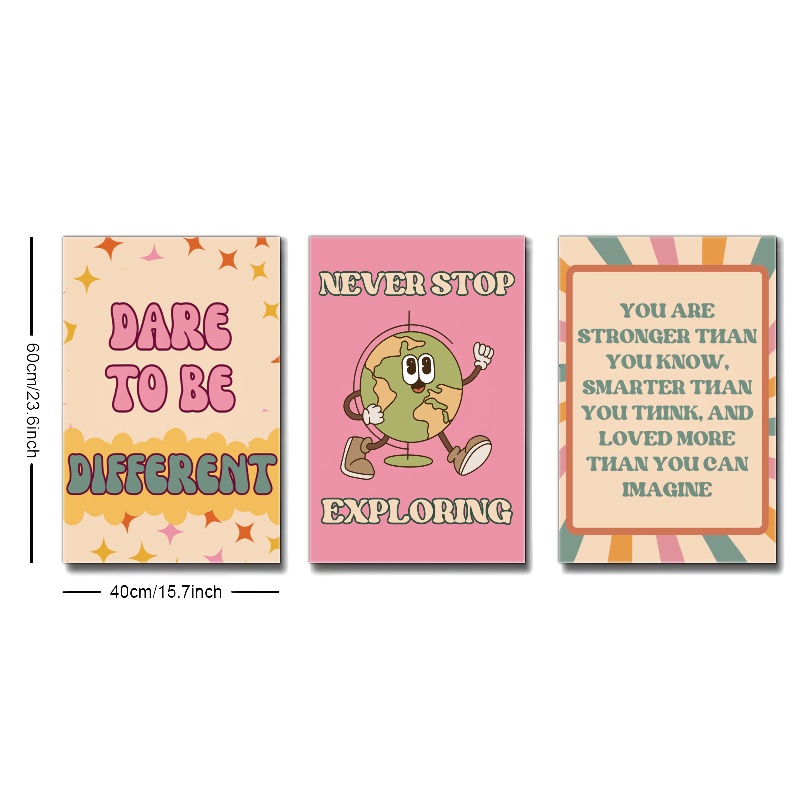 60cm/23.6inch
DARE
TO BE
DIFFERENT
40cm/15.7inch
NEVER STOP
EXPLORING
YOU ARE
STRONGER THAN
YOU KNOW,
SMARTER THAN
YOU THINK, AND
LOVED MORE
THAN YOU CAN
IMAGINE